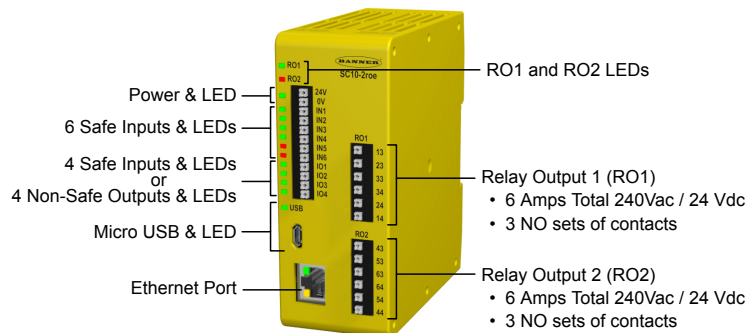 BANNER
SC10-2roe
RO1
RO2
RO1 and RO2 LEDs
Power & LED
24V
0V
6 Safe Inputs & LEDs
IN1
IN2
IN3
IN4
IN5
IN6
4 Safe Inputs & LEDs
or
4 Non-Safe Outputs & LEDs
IO1
IO2
IO3
IO4
USB
Micro USB & LED
Ethernet Port
RO1
13
23
33
34
24
14
Relay Output 1 (RO1)
• 6 Amps Total 240Vac / 24 Vdc
• 3 NO sets of contacts
RO2
43
53
63
64
54
44
Relay Output 2 (RO2)
• 6 Amps Total 240Vac / 24 Vdc
• 3 NO sets of contacts